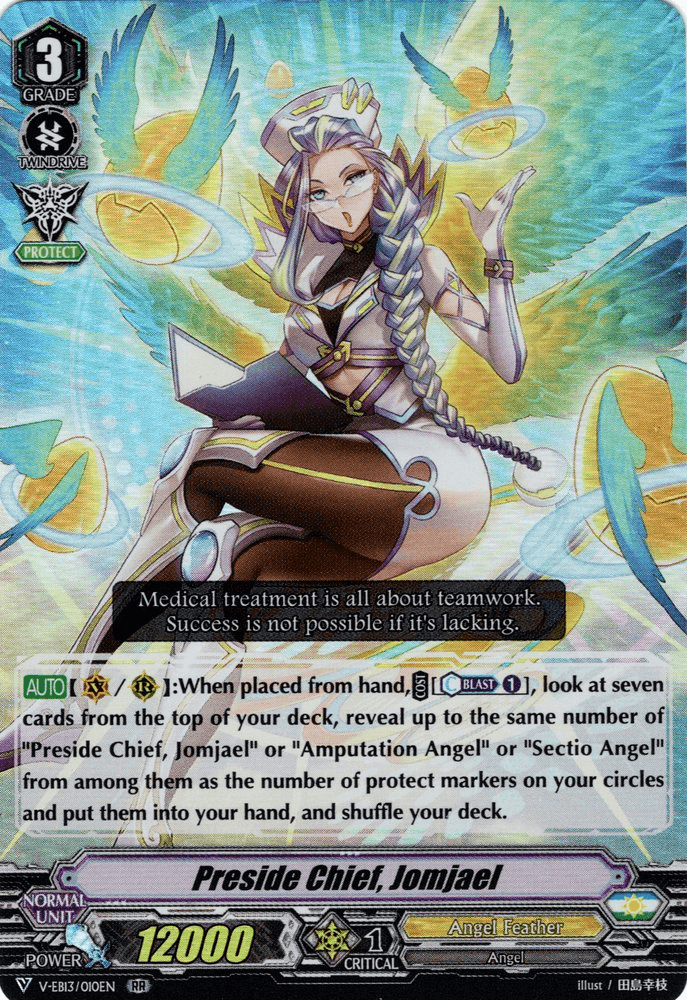 3
GRADE
TWINDRIVE
PROTECT
Medical treatment is all about teamwork.
Success is not possible if it's lacking.
AUTO【 V / R 】:When placed from hand, COST [C BLAST 1], look at seven
cards from the top of your deck, reveal up to the same number of
"Preside Chief, Jomjael" or "Amputation Angel" or "Sectio Angel"
from among them as the number of protect markers on your circles
and put them into your hand, and shuffle your deck.
Preside Chief, Jomjael
NORMAL
UNIT
POWER 12000 1 CRITICAL
Angel Feather
Angel
V-EB13/010EN RR illust / 田島幸枝